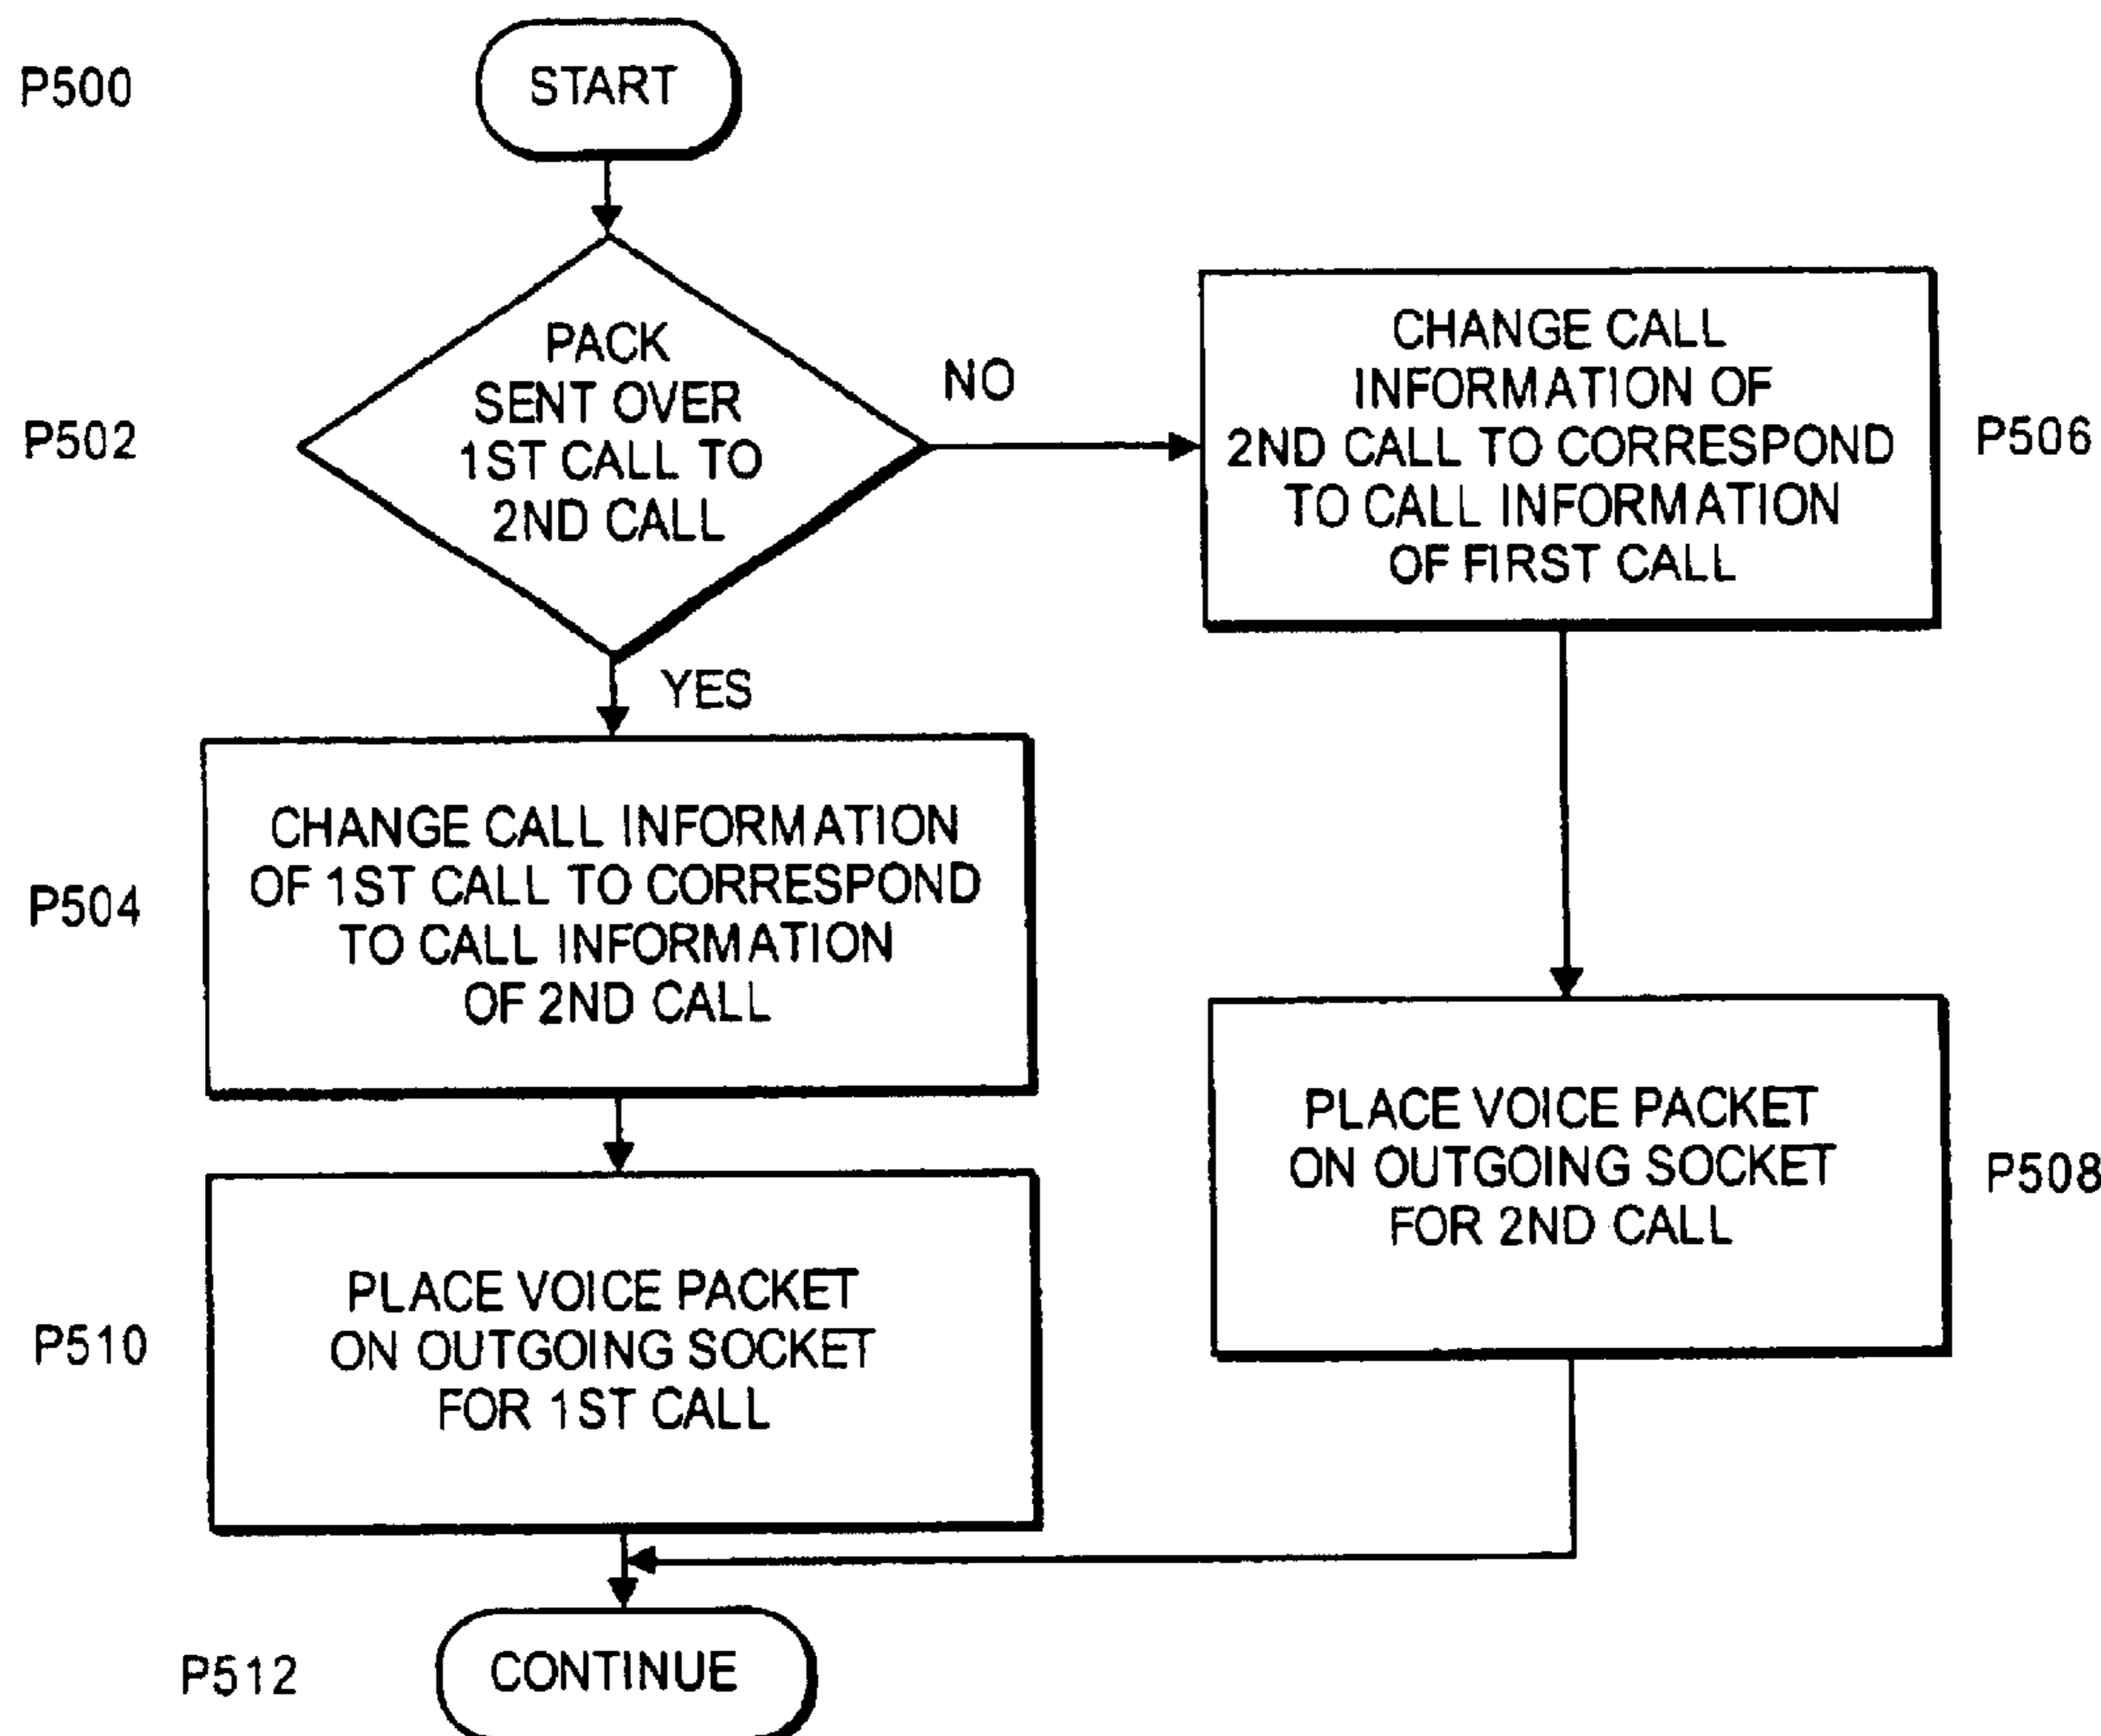 P500
START
P502
PACK
SENT OVER
1ST CALL TO
2ND CALL
NO
CHANGE CALL
INFORMATION OF
2ND CALL TO CORRESPOND
TO CALL INFORMATION
OF FIRST CALL
P506
YES
P504
CHANGE CALL INFORMATION
OF 1ST CALL TO CORRESPOND
TO CALL INFORMATION
OF 2ND CALL
PLACE VOICE PACKET
ON OUTGOING SOCKET
FOR 2ND CALL
P508
P510
PLACE VOICE PACKET
ON OUTGOING SOCKET
FOR 1ST CALL
P512
CONTINUE